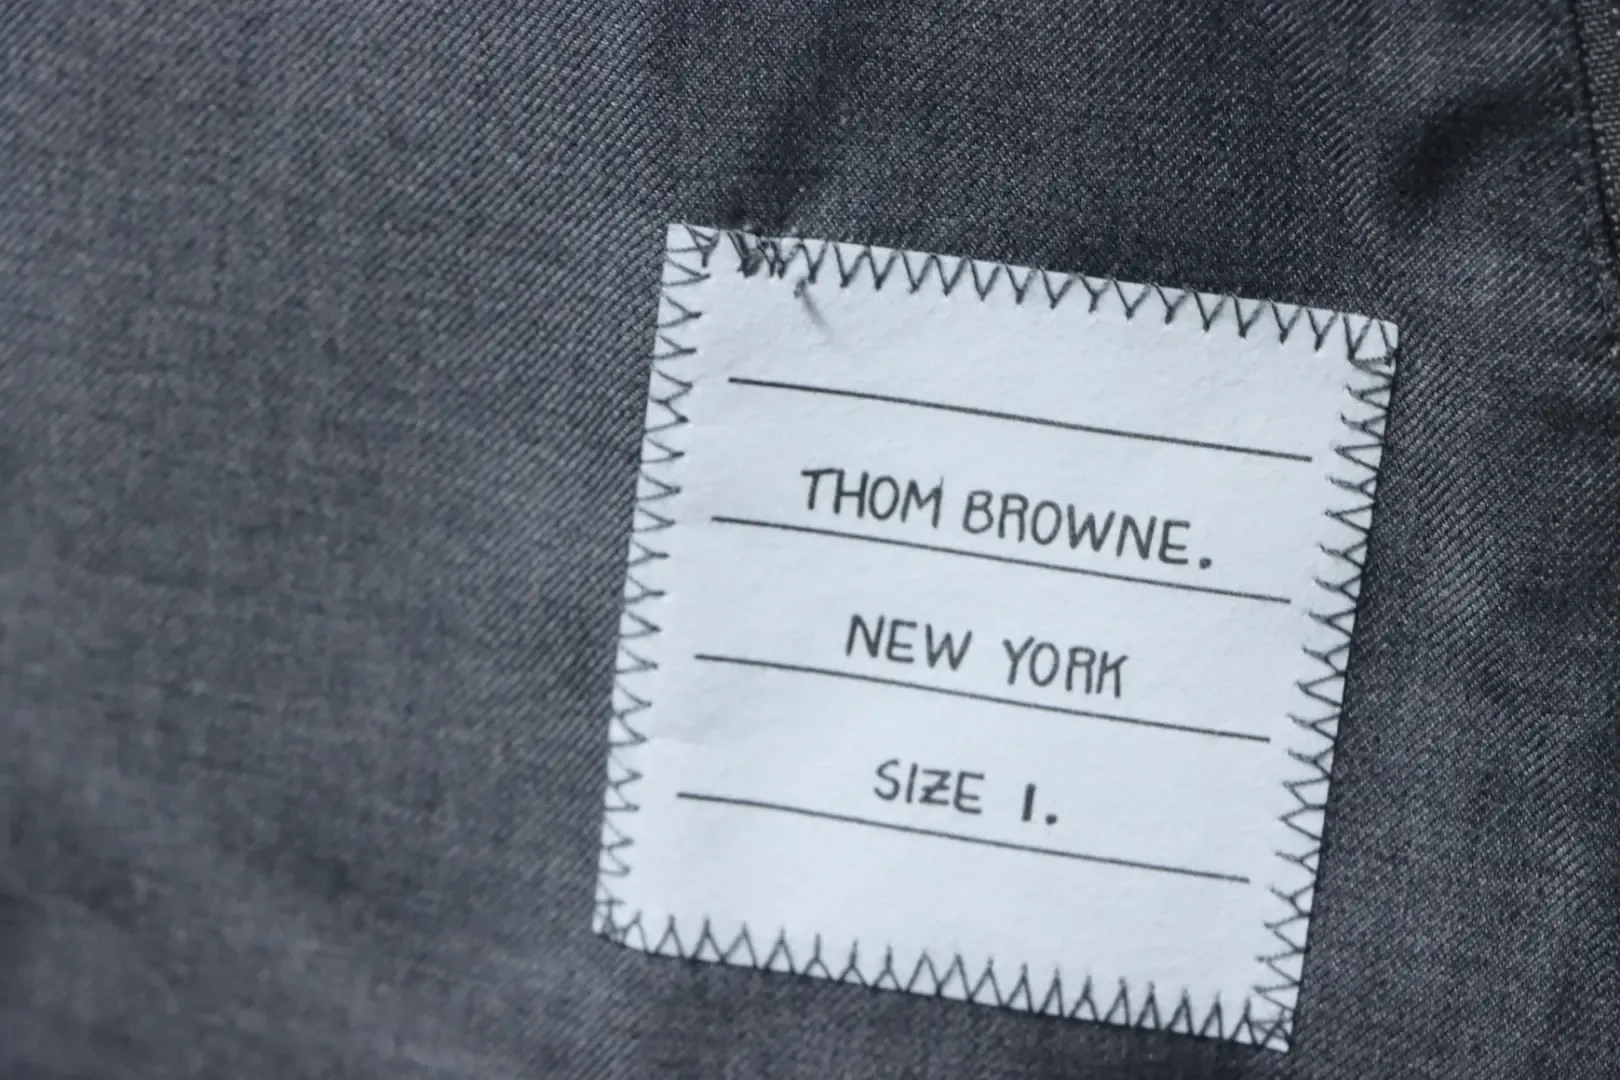 THOM BROWNE.
NEW YORK
SIZE 1.